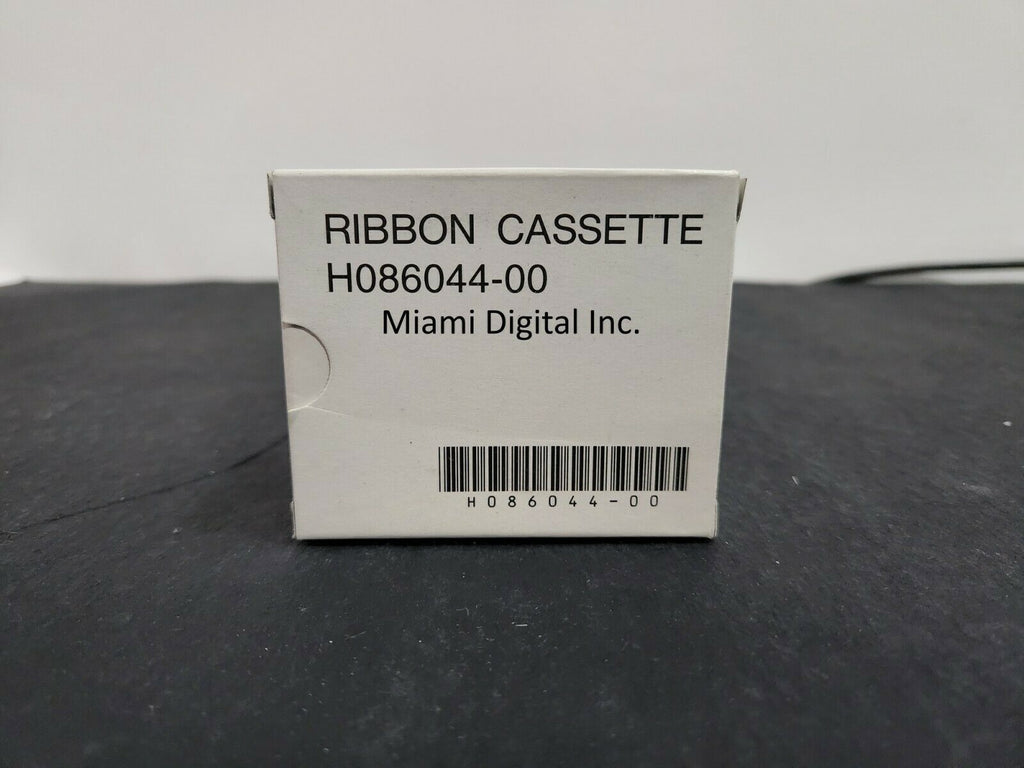 RIBBON CASSETTE
H086044-00
Miami Digital Inc.
H086044-00